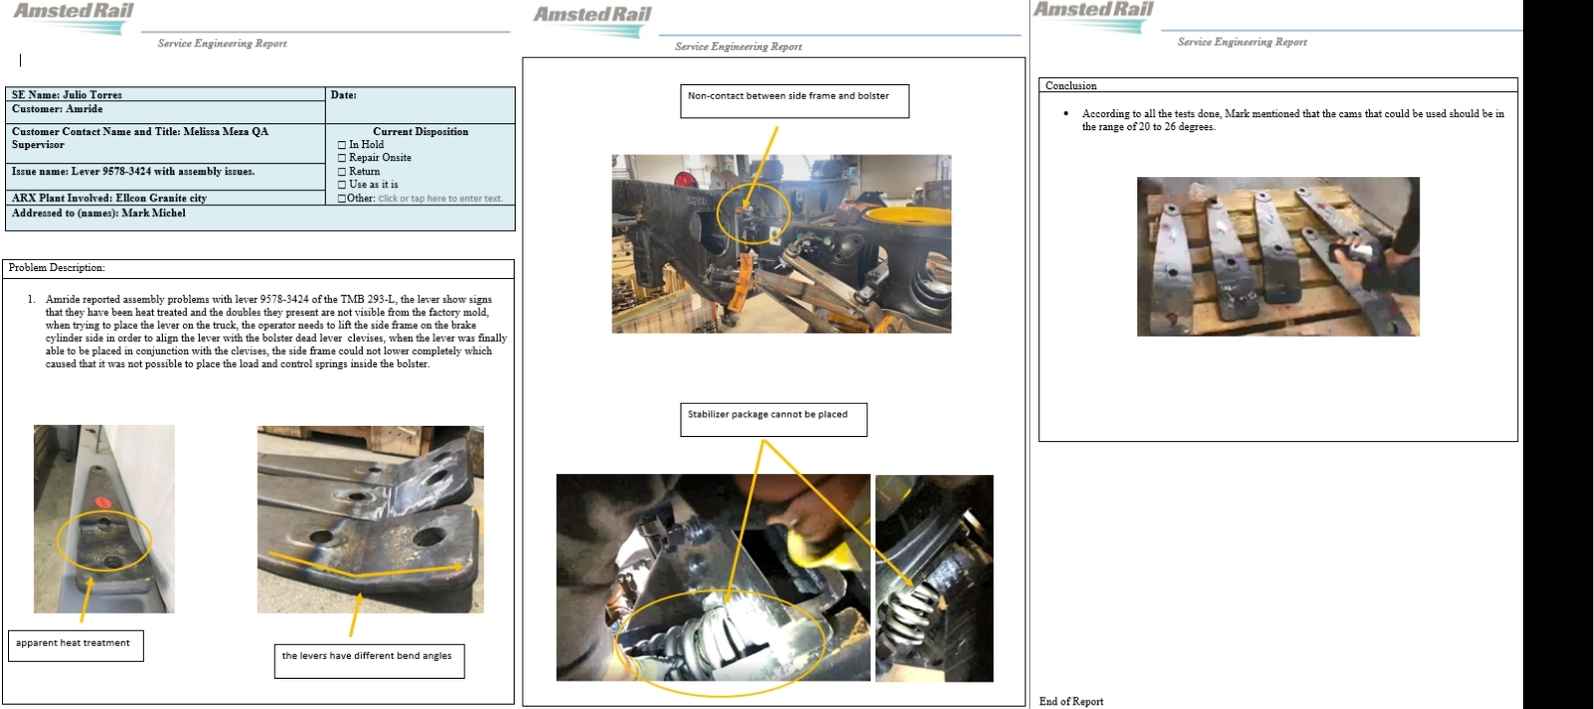 Amsted Rail
Service Engineering Report
SE Name: Julio Torres
Customer: Amride
Customer Contact Name and Title: Melissa Meza QA
Supervisor
Issue name: Lever 9578-3424 with assembly issues.
ARX Plant Involved: Ellcon Granite city
Addressed to (names): Mark Michel
Date:
Current Disposition
☐ In Hold
☐ Repair Onsite
☐ Return
☐ Use as it is
☐ Other: Click or tap here to enter text.
Problem Description:
1. Amride reported assembly problems with lever 9578-3424 of the TMB 293-L, the lever show signs
that they have been heat treated and the doubles they present are not visible from the factory mold,
when trying to place the lever on the truck, the operator needs to lift the side frame on the brake
cylinder side in order to align the lever with the bolster dead lever clevises, when the lever was finally
able to be placed in conjunction with the clevises, the side frame could not lower completely which
caused that it was not possible to place the load and control springs inside the bolster.
apparent heat treatment
the levers have different bend angles
Amsted Rail
Service Engineering Report
Non-contact between side frame and bolster
Stabilizer package cannot be placed
Amsted Rail
Service Engineering Report
Conclusion
• According to all the tests done, Mark mentioned that the cams that could be used should be in
the range of 20 to 26 degrees.
End of Report